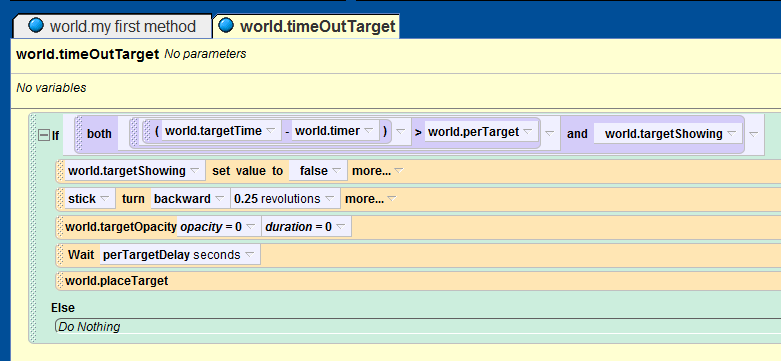 world.my first method world.timeOutTarget
world.timeOutTarget No parameters
No variables
If both ( world.targetTime - world.timer ) > world.perTarget and world.targetShowing
world.targetShowing set value to false more...
stick turn backward 0.25 revolutions more...
world.targetOpacity opacity = 0 duration = 0
Wait perTargetDelay seconds
world.placeTarget
Else
Do Nothing